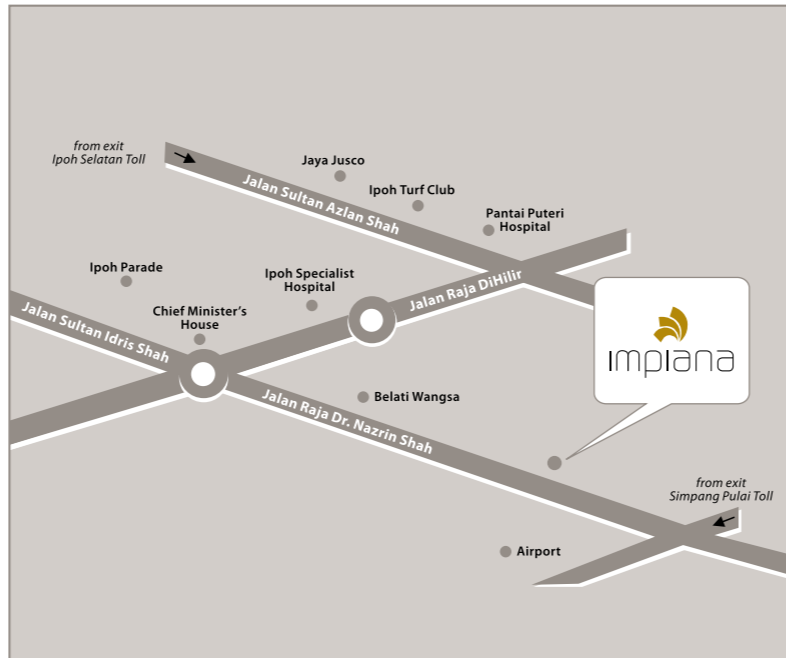 from exit
Ipoh Selatan Toll
Jaya Jusco
Ipoh Turf Club
Jalan Sultan Azlan Shah
Pantai Puteri
Hospital
Ipoh Parade
Ipoh Specialist
Hospital
Jalan Raja DiHilir
Chief Minister's
House
Jalan Sultan Idris Shah
ımpıana
Belati Wangsa
Jalan Raja Dr. Nazrin Shah
from exit
Simpang Pulai Toll
Airport